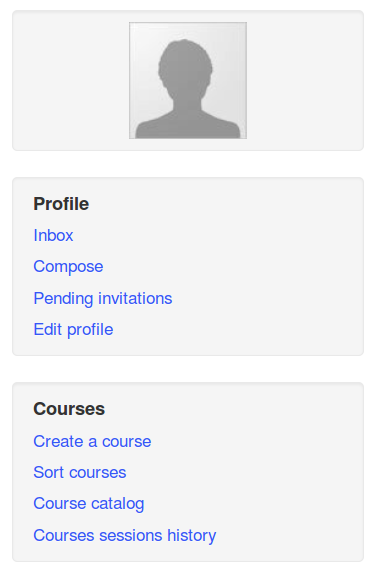 Profile
Inbox
Compose
Pending invitations
Edit profile
Courses
Create a course
Sort courses
Course catalog
Courses sessions history